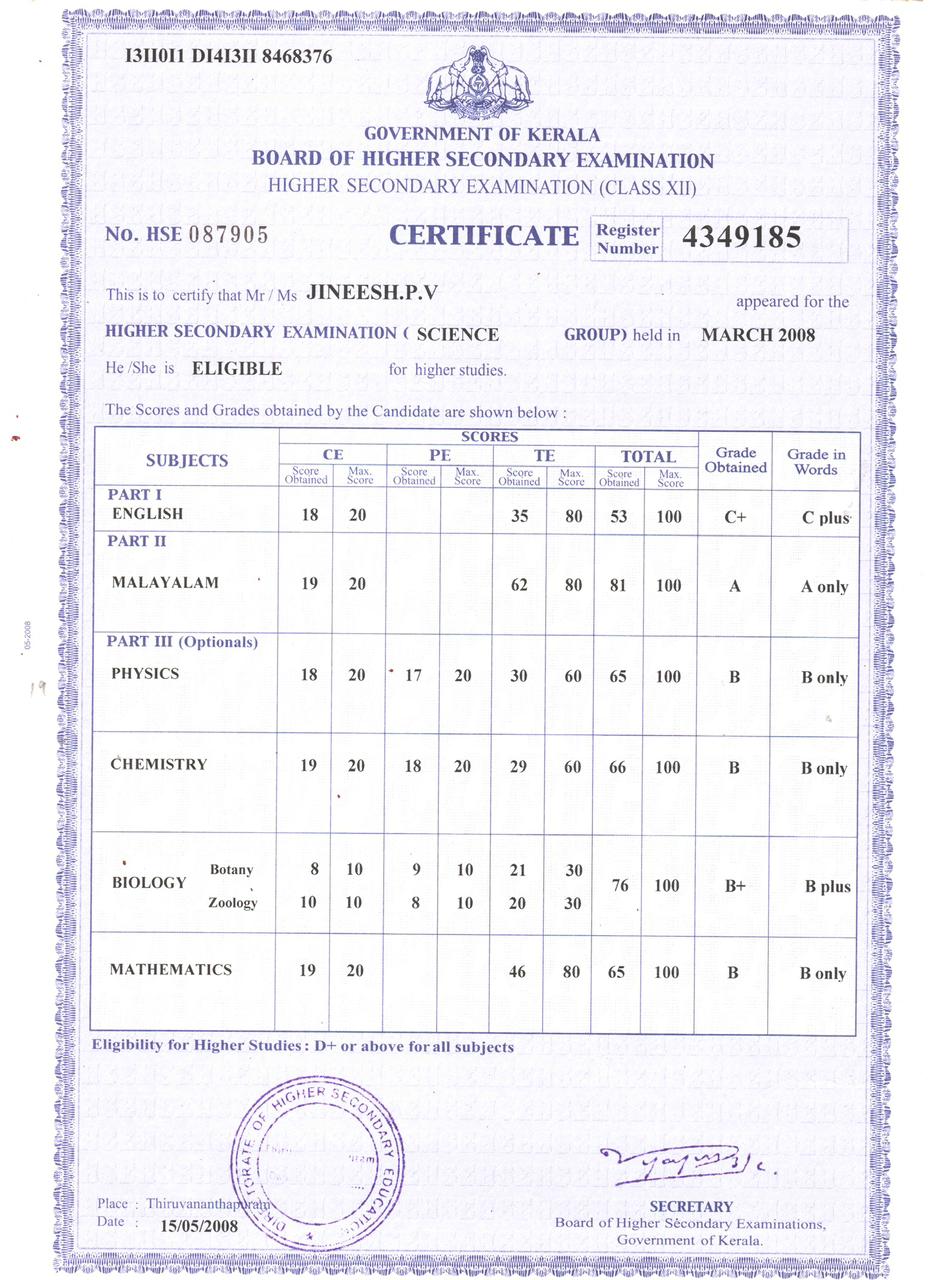 I3II0I1 DI4I3II 8468376
GOVERNMENT OF KERALA
BOARD OF HIGHER SECONDARY EXAMINATION
HIGHER SECONDARY EXAMINATION (CLASS XII)
No. HSE 087905 CERTIFICATE Register Number 4349185
This is to certify that Mr / Ms JINEESH.P.V appeared for the
HIGHER SECONDARY EXAMINATION ( SCIENCE GROUP) held in MARCH 2008
He /She is ELIGIBLE for higher studies.
The Scores and Grades obtained by the Candidate are shown below :
SUBJECTS SCORES Grade Obtained Grade in Words
CE PE TE TOTAL
Score Obtained Max. Score Score Obtained Max. Score Score Obtained Max. Score Score Obtained Max. Score
PART I
ENGLISH 18 20 35 80 53 100 C+ C plus
PART II
MALAYALAM 19 20 62 80 81 100 A A only
PART III (Optionals)
PHYSICS 18 20 17 20 30 60 65 100 B B only
CHEMISTRY 19 20 18 20 29 60 66 100 B B only
BIOLOGY Botany 8 10 9 10 21 30 76 100 B+ B plus
Zoology 10 10 8 10 20 30
MATHEMATICS 19 20 46 80 65 100 B B only
Eligibility for Higher Studies : D+ or above for all subjects
DIRECTORATE OF HIGHER SECONDARY EDUCATION
Place : Thiruvananthapuram
Date : 15/05/2008
SECRETARY
Board of Higher Secondary Examinations,
Government of Kerala.
05-2008
19